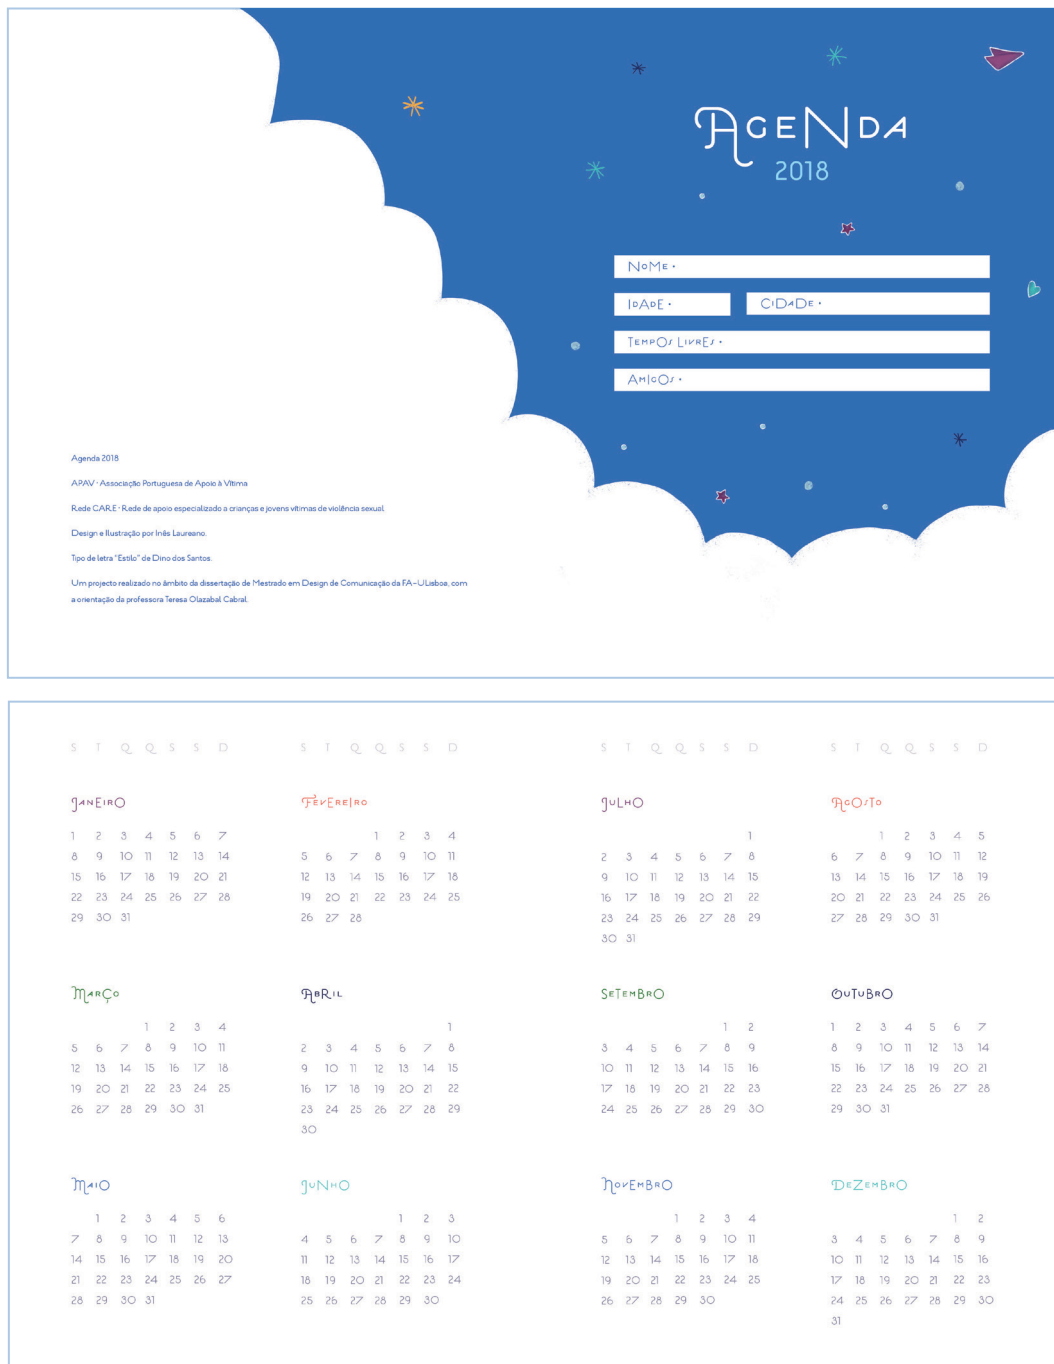 AGENDA
2018
NOME •
IDADE •
CIDADE •
TEMPOS LIVRES •
AMIGOS •
Agenda 2018
APAV • Associação Portuguesa de Apoio à Vítima
Rede CARE • Rede de apoio especializado a crianças e jovens vítimas de violência sexual.
Design e Ilustração por Inês Laureano.
Tipo de letra "Estilo" de Dino dos Santos.
Um projecto realizado no âmbito da dissertação de Mestrado em Design de Comunicação da FA-ULisboa, com
a orientação da professora Teresa Olazabal Cabral.
S T Q Q S S D
JANEIRO
1 2 3 4 5 6 7
8 9 10 11 12 13 14
15 16 17 18 19 20 21
22 23 24 25 26 27 28
29 30 31
S T Q Q S S D
FEVEREIRO
1 2 3 4
5 6 7 8 9 10 11
12 13 14 15 16 17 18
19 20 21 22 23 24 25
26 27 28
S T Q Q S S D
JULHO
1
2 3 4 5 6 7 8
9 10 11 12 13 14 15
16 17 18 19 20 21 22
23 24 25 26 27 28 29
30 31
S T Q Q S S D
AGOSTO
1 2 3 4 5
6 7 8 9 10 11 12
13 14 15 16 17 18 19
20 21 22 23 24 25 26
27 28 29 30 31
MARÇO
1 2 3 4
5 6 7 8 9 10 11
12 13 14 15 16 17 18
19 20 21 22 23 24 25
26 27 28 29 30 31
ABRIL
1
2 3 4 5 6 7 8
9 10 11 12 13 14 15
16 17 18 19 20 21 22
23 24 25 26 27 28 29
30
SETEMBRO
1 2
3 4 5 6 7 8 9
10 11 12 13 14 15 16
17 18 19 20 21 22 23
24 25 26 27 28 29 30
OUTUBRO
1 2 3 4 5 6 7
8 9 10 11 12 13 14
15 16 17 18 19 20 21
22 23 24 25 26 27 28
29 30 31
MAIO
1 2 3 4 5 6
7 8 9 10 11 12 13
14 15 16 17 18 19 20
21 22 23 24 25 26 27
28 29 30 31
JUNHO
1 2 3
4 5 6 7 8 9 10
11 12 13 14 15 16 17
18 19 20 21 22 23 24
25 26 27 28 29 30
NOVEMBRO
1 2 3 4
5 6 7 8 9 10 11
12 13 14 15 16 17 18
19 20 21 22 23 24 25
26 27 28 29 30
DEZEMBRO
1 2
3 4 5 6 7 8 9
10 11 12 13 14 15 16
17 18 19 20 21 22 23
24 25 26 27 28 29 30
31